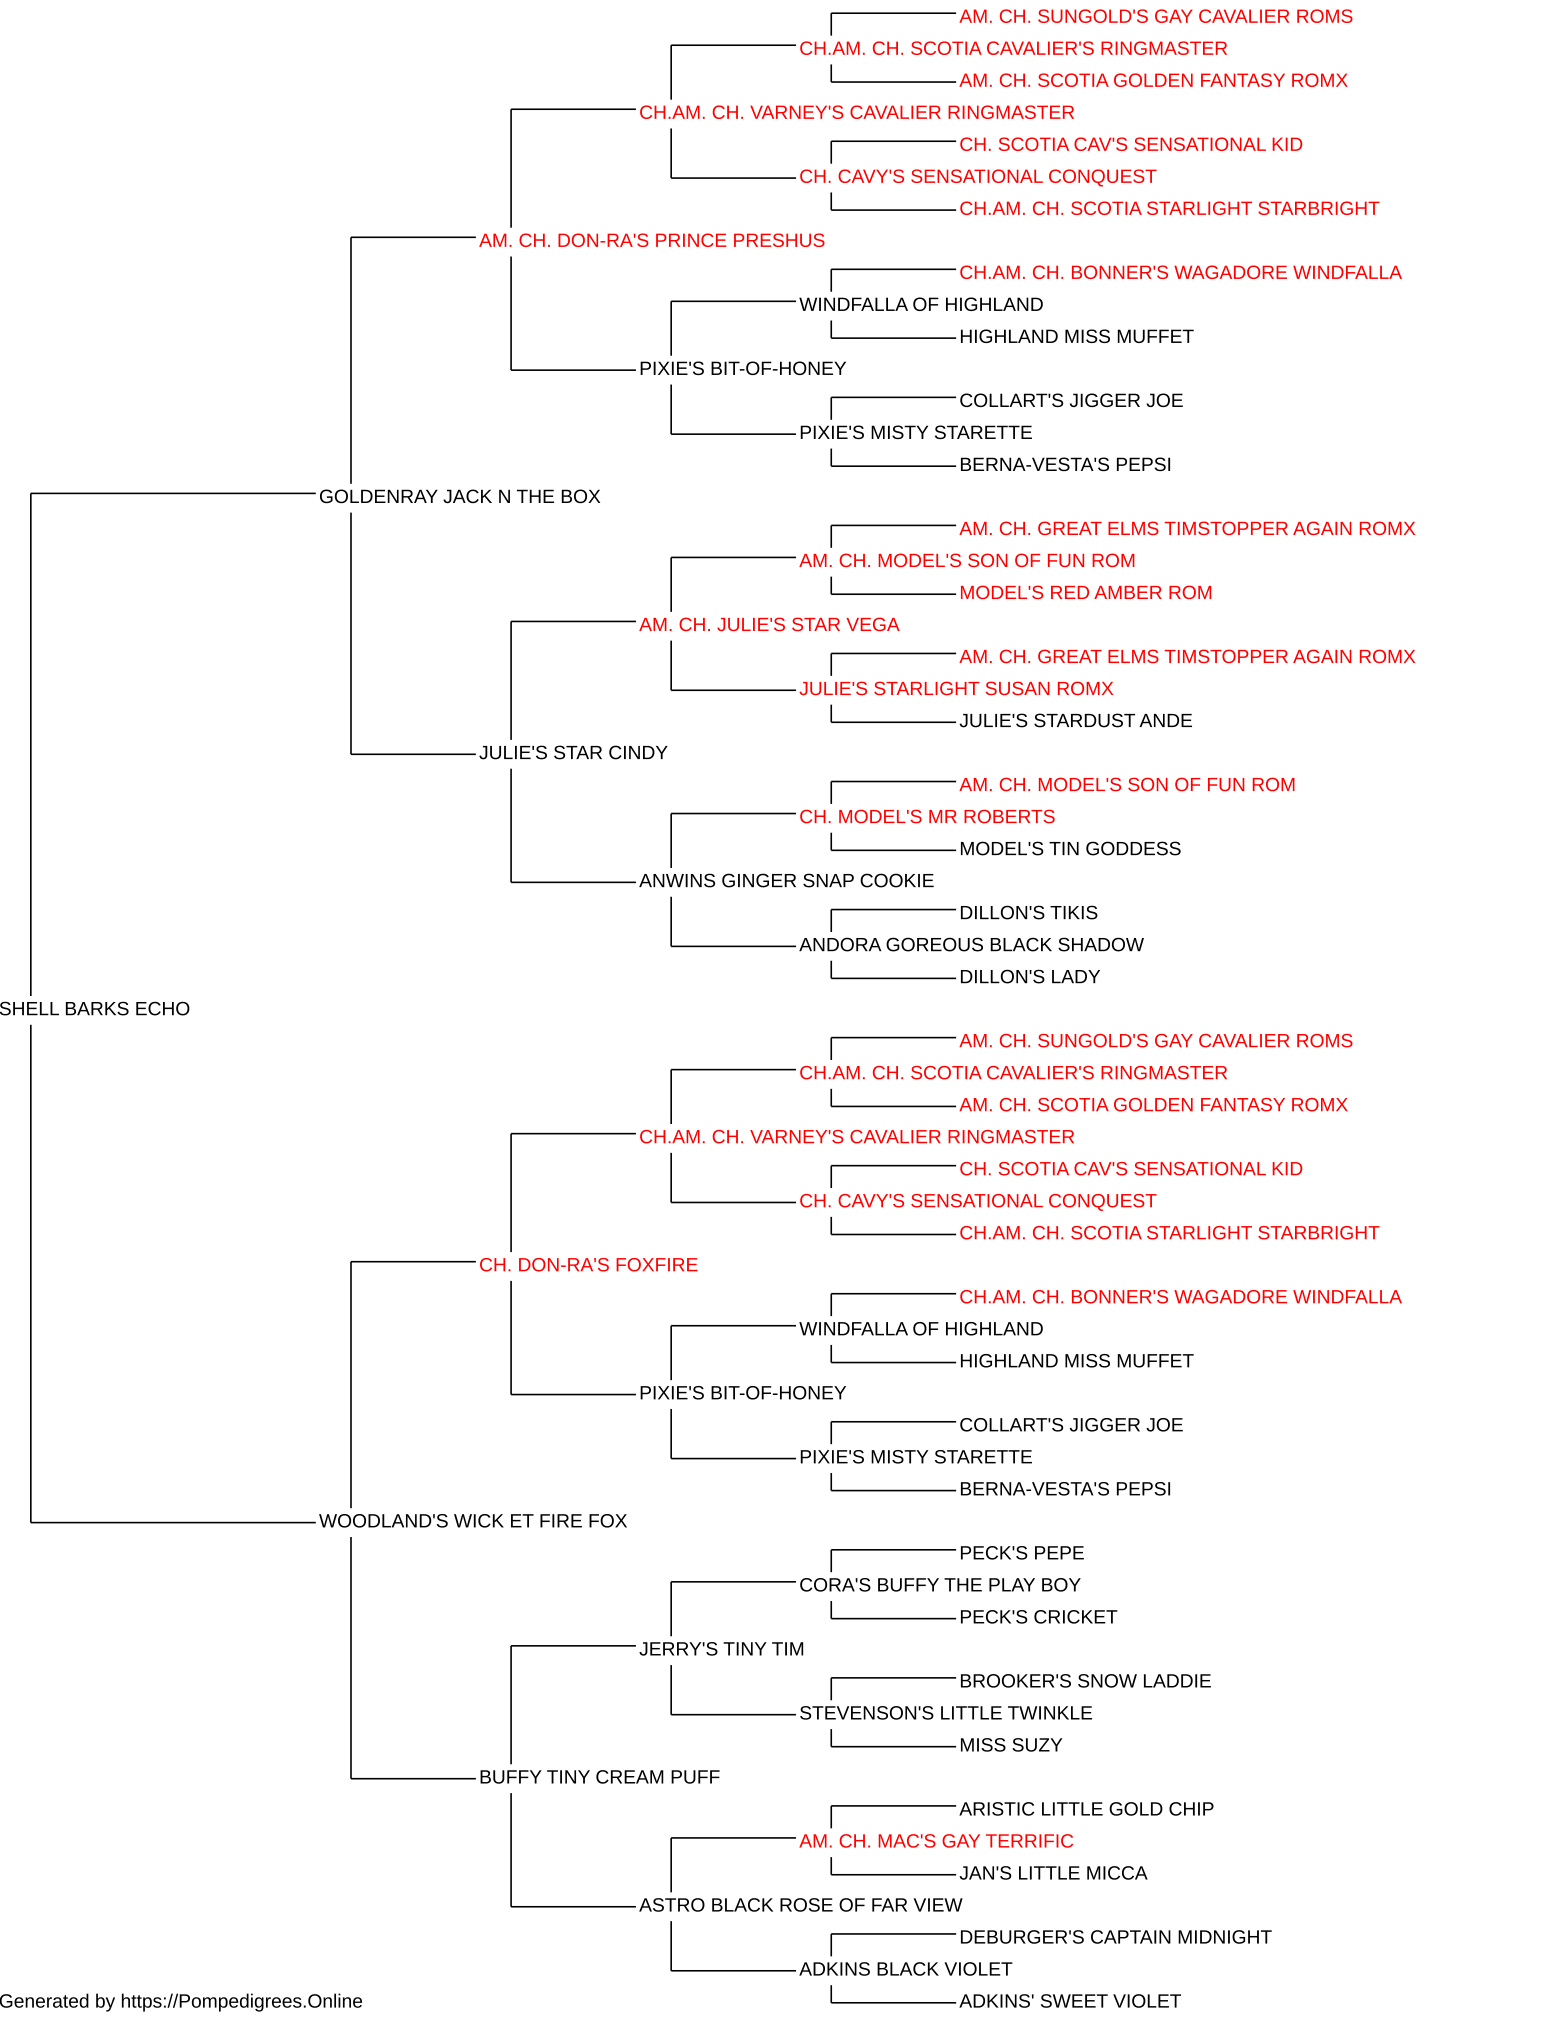 AM. CH. SUNGOLD'S GAY CAVALIER ROMS
CH.AM. CH. SCOTIA CAVALIER'S RINGMASTER
AM. CH. SCOTIA GOLDEN FANTASY ROMX
CH.AM. CH. VARNEY'S CAVALIER RINGMASTER
CH. SCOTIA CAV'S SENSATIONAL KID
CH. CAVY'S SENSATIONAL CONQUEST
CH.AM. CH. SCOTIA STARLIGHT STARBRIGHT
AM. CH. DON-RA'S PRINCE PRESHUS
CH.AM. CH. BONNER'S WAGADORE WINDFALLA
WINDFALLA OF HIGHLAND
HIGHLAND MISS MUFFET
PIXIE'S BIT-OF-HONEY
COLLART'S JIGGER JOE
PIXIE'S MISTY STARETTE
BERNA-VESTA'S PEPSI
GOLDENRAY JACK N THE BOX
AM. CH. GREAT ELMS TIMSTOPPER AGAIN ROMX
AM. CH. MODEL'S SON OF FUN ROM
MODEL'S RED AMBER ROM
AM. CH. JULIE'S STAR VEGA
AM. CH. GREAT ELMS TIMSTOPPER AGAIN ROMX
JULIE'S STARLIGHT SUSAN ROMX
JULIE'S STARDUST ANDE
JULIE'S STAR CINDY
AM. CH. MODEL'S SON OF FUN ROM
CH. MODEL'S MR ROBERTS
MODEL'S TIN GODDESS
ANWINS GINGER SNAP COOKIE
DILLON'S TIKIS
ANDORA GOREOUS BLACK SHADOW
DILLON'S LADY
SHELL BARKS ECHO
AM. CH. SUNGOLD'S GAY CAVALIER ROMS
CH.AM. CH. SCOTIA CAVALIER'S RINGMASTER
AM. CH. SCOTIA GOLDEN FANTASY ROMX
CH.AM. CH. VARNEY'S CAVALIER RINGMASTER
CH. SCOTIA CAV'S SENSATIONAL KID
CH. CAVY'S SENSATIONAL CONQUEST
CH.AM. CH. SCOTIA STARLIGHT STARBRIGHT
CH. DON-RA'S FOXFIRE
CH.AM. CH. BONNER'S WAGADORE WINDFALLA
WINDFALLA OF HIGHLAND
HIGHLAND MISS MUFFET
PIXIE'S BIT-OF-HONEY
COLLART'S JIGGER JOE
PIXIE'S MISTY STARETTE
BERNA-VESTA'S PEPSI
WOODLAND'S WICK ET FIRE FOX
PECK'S PEPE
CORA'S BUFFY THE PLAY BOY
PECK'S CRICKET
JERRY'S TINY TIM
BROOKER'S SNOW LADDIE
STEVENSON'S LITTLE TWINKLE
MISS SUZY
BUFFY TINY CREAM PUFF
ARISTIC LITTLE GOLD CHIP
AM. CH. MAC'S GAY TERRIFIC
JAN'S LITTLE MICCA
ASTRO BLACK ROSE OF FAR VIEW
DEBURGER'S CAPTAIN MIDNIGHT
ADKINS BLACK VIOLET
ADKINS' SWEET VIOLET
Generated by https://Pompedigrees.Online